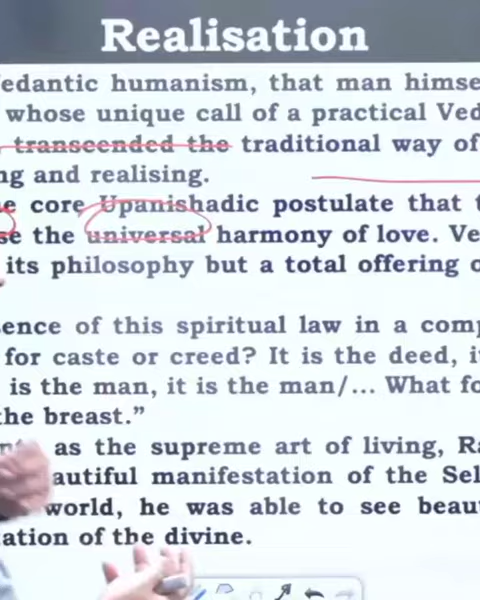 Realisation
edantic humanism, that man himse
whose unique call of a practical Ved
transcended the traditional way of
ng and realising.
e core Upanishadic postulate that t
se the universal harmony of love. Ve
its philosophy but a total offering o
ence of this spiritual law in a com
for caste or creed? It is the deed, i
is the man, it is the man/... What fo
the breast.”
as the supreme art of living, Ra
autiful manifestation of the Sel
world, he was able to see beau
ation of the divine.